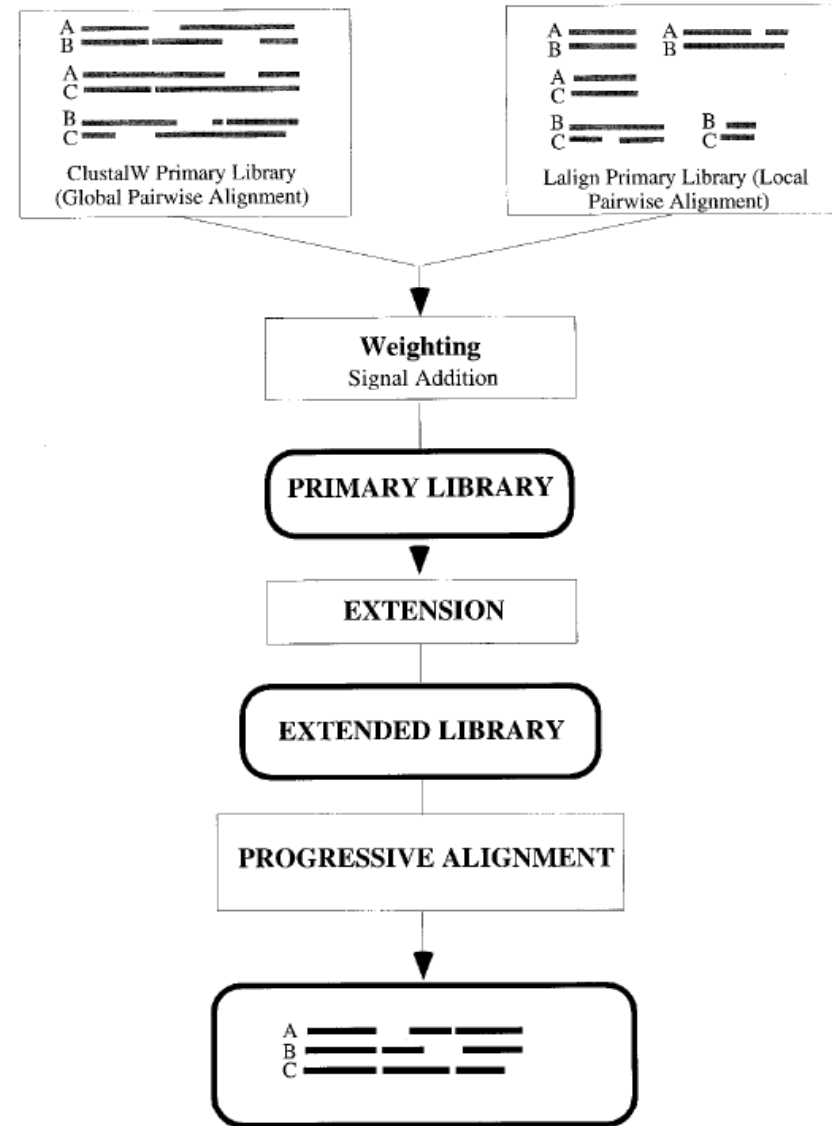 A
B
A
C
B
C
ClustalW Primary Library
(Global Pairwise Alignment)
A A
B B
A
C
B B
C C
Lalign Primary Library (Local
Pairwise Alignment)
Weighting
Signal Addition
PRIMARY LIBRARY
EXTENSION
EXTENDED LIBRARY
PROGRESSIVE ALIGNMENT
A
B
C